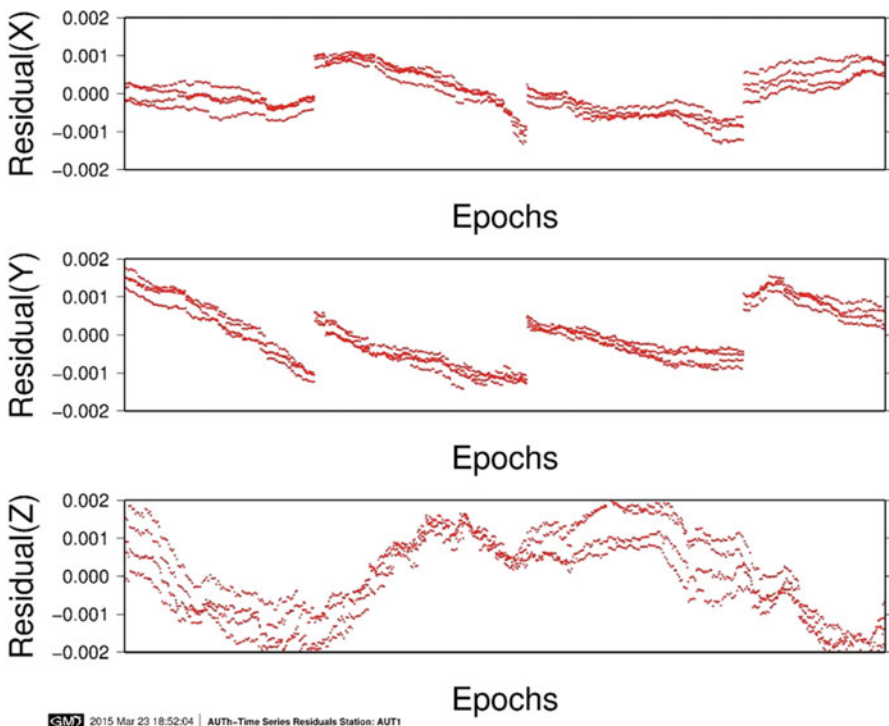 Residual(X)
0.002
0.001
0.000
−0.001
−0.002
Epochs
Residual(Y)
0.002
0.001
0.000
−0.001
−0.002
Epochs
Residual(Z)
0.002
0.001
0.000
−0.001
−0.002
Epochs
GMD 2015 Mar 23 18:52:04 AUTh−Time Series Residuals Station: AUT1